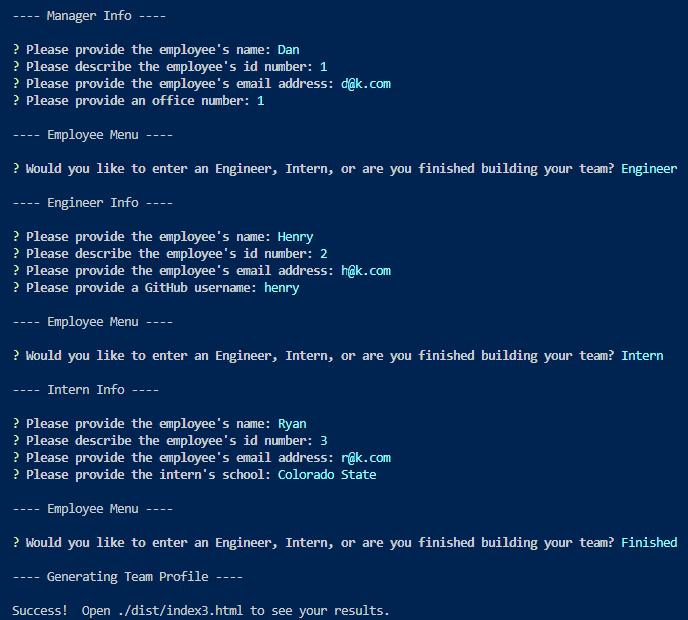 ---- Manager Info ----
? Please provide the employee's name: Dan
? Please describe the employee's id number: 1
? Please provide the employee's email address: d@k.com
? Please provide an office number: 1
---- Employee Menu ----
? Would you like to enter an Engineer, Intern, or are you finished building your team? Engineer
---- Engineer Info ----
? Please provide the employee's name: Henry
? Please describe the employee's id number: 2
? Please provide the employee's email address: h@k.com
? Please provide a GitHub username: henry
---- Employee Menu ----
? Would you like to enter an Engineer, Intern, or are you finished building your team? Intern
---- Intern Info ----
? Please provide the employee's name: Ryan
? Please describe the employee's id number: 3
? Please provide the employee's email address: r@k.com
? Please provide the intern's school: Colorado State
---- Employee Menu ----
? Would you like to enter an Engineer, Intern, or are you finished building your team? Finished
---- Generating Team Profile ----
Success!  Open ./dist/index3.html to see your results.